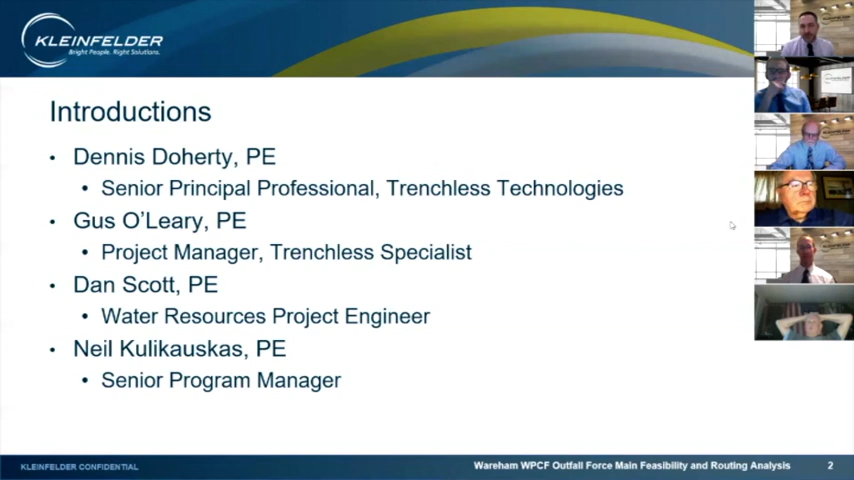 KLEINFELDER
Bright People. Right Solutions.
Introductions
• Dennis Doherty, PE
• Senior Principal Professional, Trenchless Technologies
• Gus O'Leary, PE
• Project Manager, Trenchless Specialist
• Dan Scott, PE
• Water Resources Project Engineer
• Neil Kulikauskas, PE
• Senior Program Manager
KLEINFELDER CONFIDENTIAL
Wareham WPCF Outfall Force Main Feasibility and Routing Analysis
2